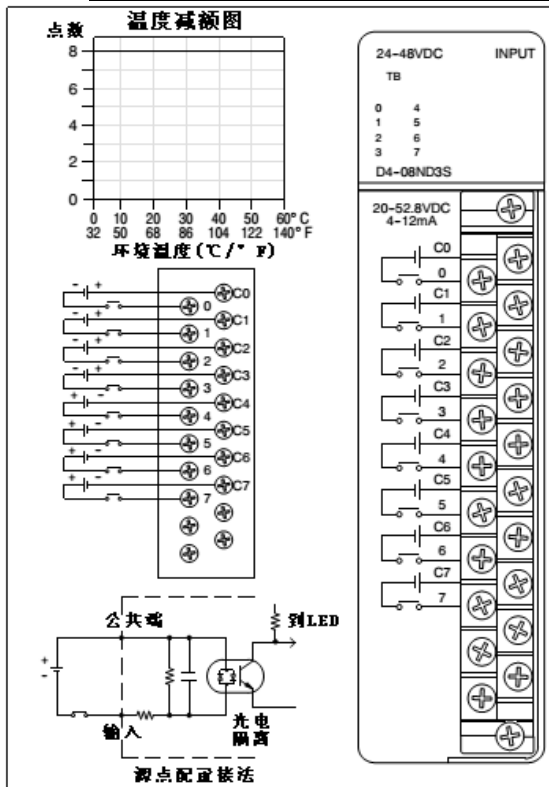 温度减额图
点数
8
6
4
2
0
0 10 20 30 40 50 60°C
32 50 68 86 104 122 140°F
环境温度(℃/°F)
- +
C0
0
- +
C1
1
- +
C2
2
- +
C3
3
+ -
C4
4
+ -
C5
5
+ -
C6
6
+ -
C7
7
公共端
到LED
+
-
输入
光电
隔离
源点配置接法
24-48VDC INPUT
TB
0 4
1 5
2 6
3 7
D4-08ND3S
20-52.8VDC
4-12mA
C0
0
C1
1
C2
2
C3
3
C4
4
C5
5
C6
6
C7
7